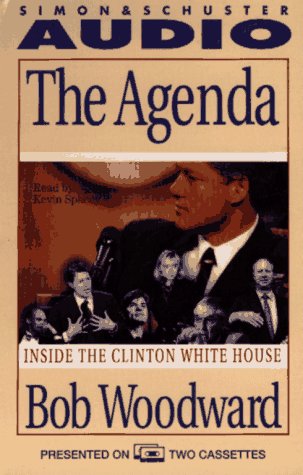 SIMON & SCHUSTER
AUDIO
The Agenda
Read by
Kevin
INSIDE THE CLINTON WHITE HOUSE
Bob Woodward
PRESENTED ON TWO CASSETTES